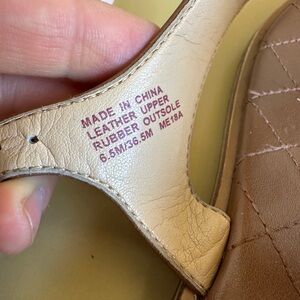 MADE IN CHINA
LEATHER UPPER
RUBBER OUTSOLE
6.5M/36.5M ME18A